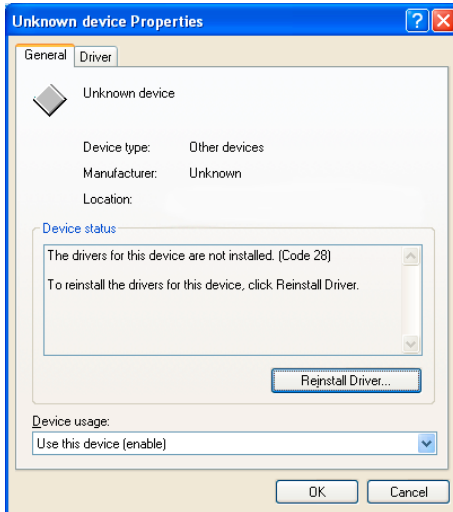 Unknown device Properties
General Driver
Unknown device
Device type: Other devices
Manufacturer: Unknown
Location:
Device status
The drivers for this device are not installed. (Code 28)
To reinstall the drivers for this device, click Reinstall Driver.
Reinstall Driver...
Device usage:
Use this device (enable)
OK Cancel